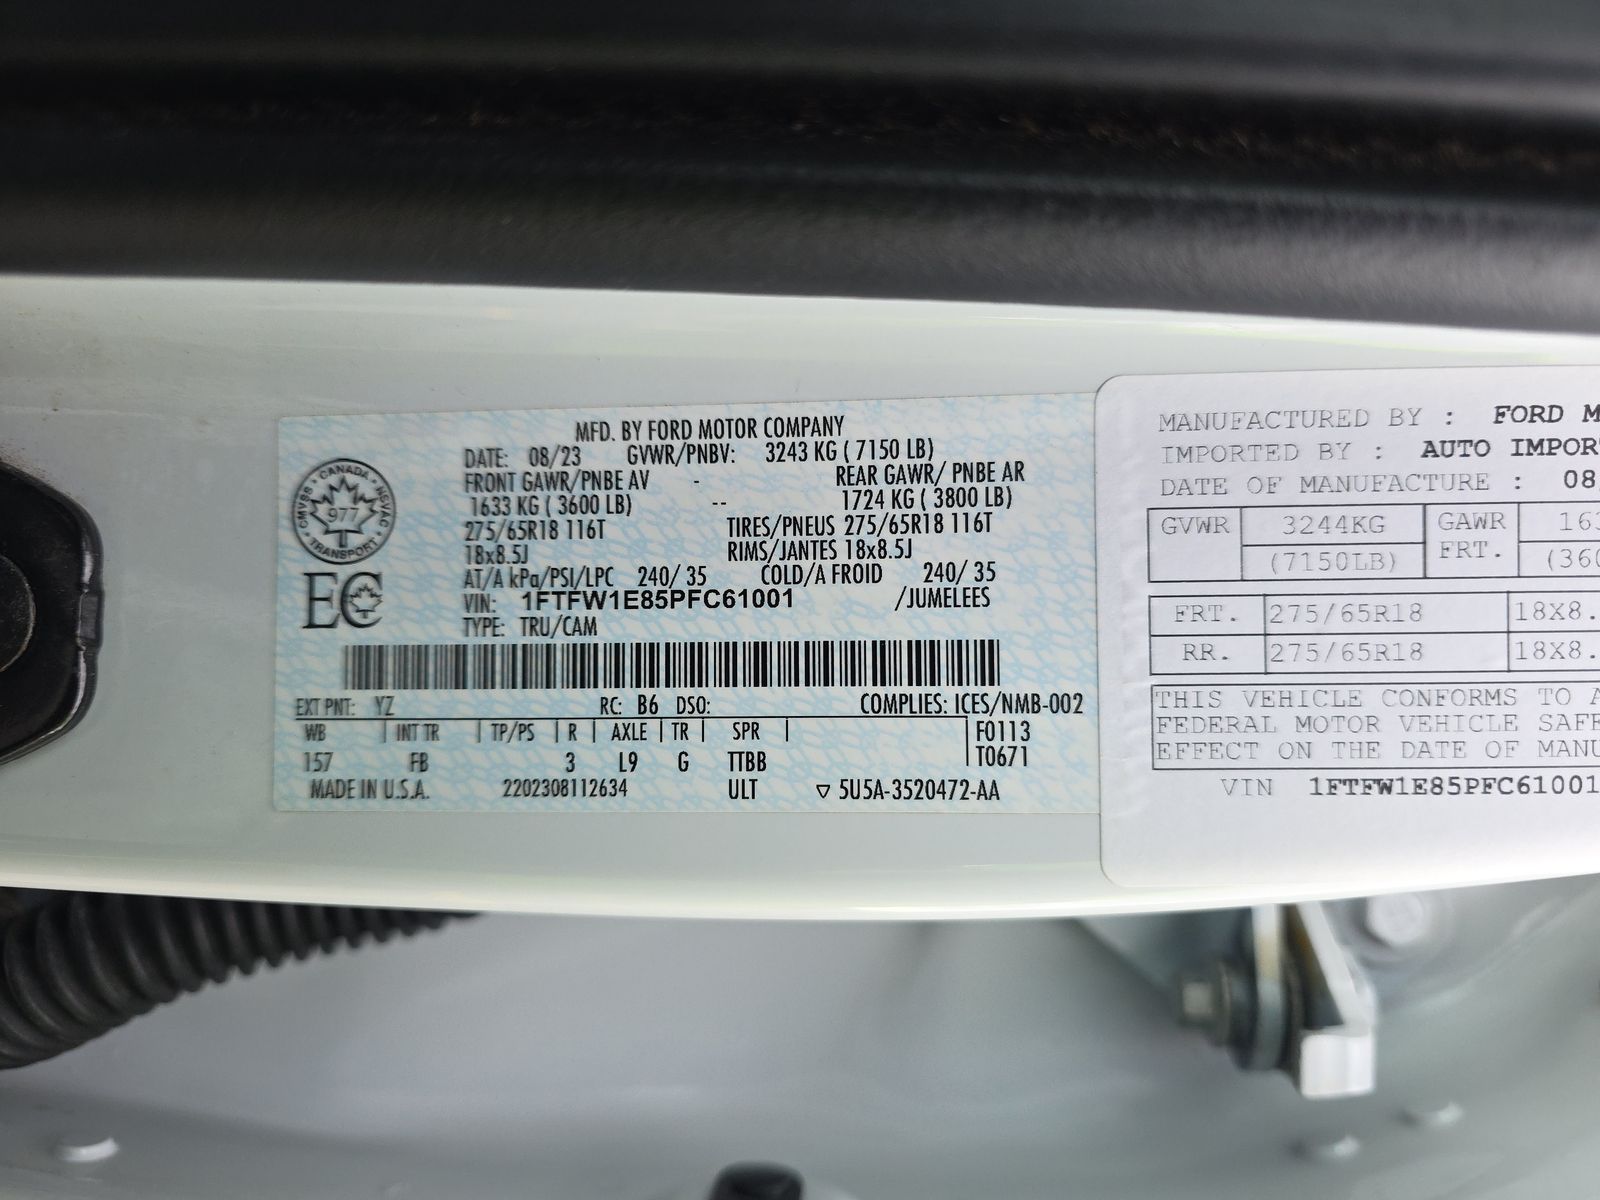 MFD. BY FORD MOTOR COMPANY
DATE: 08/23 GVWR/PNBV: 3243 KG ( 7150 LB)
FRONT GAWR/PNBE AV - REAR GAWR/ PNBE AR
1633 KG ( 3600 LB) -- 1724 KG ( 3800 LB)
275/65R18 116T TIRES/PNEUS 275/65R18 116T
18x8.5J RIMS/JANTES 18x8.5J
AT/A kPa/PSI/LPC 240/ 35 COLD/A FROID 240/ 35
VIN: 1FTFW1E85PFC61001 /JUMELEES
TYPE: TRU/CAM
CANADA
CMVSS • NSVAC
977
TRANSPORT
EC
EXT PNT: YZ RC: B6 DSO: COMPLIES: ICES/NMB-002
WB | INT TR | TP/PS | R | AXLE | TR | SPR | F0113
157 FB 3 L9 G TTBB T0671
MADE IN U.S.A. 2202308112634 ULT ▽ 5U5A-3520472-AA
MANUFACTURED BY : FORD M
IMPORTED BY : AUTO IMPOR
DATE OF MANUFACTURE : 08
GVWR 3244KG GAWR 163
(7150LB) FRT. (360
FRT. 275/65R18 18X8.
RR. 275/65R18 18X8.
THIS VEHICLE CONFORMS TO A
FEDERAL MOTOR VEHICLE SAFE
EFFECT ON THE DATE OF MANU
VIN 1FTFW1E85PFC61001